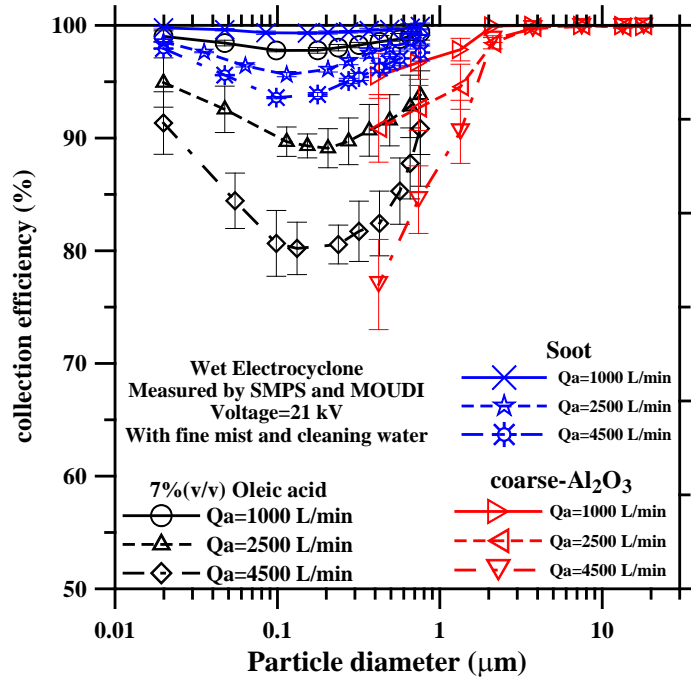 100
90
80
70
60
50
collection efficiency (%)
Wet Electrocyclone
Measured by SMPS and MOUDI
Voltage=21 kV
With fine mist and cleaning water
Soot
Qa=1000 L/min
Qa=2500 L/min
Qa=4500 L/min
7%(v/v) Oleic acid
Qa=1000 L/min
Qa=2500 L/min
Qa=4500 L/min
coarse-Al₂O₃
Qa=1000 L/min
Qa=2500 L/min
Qa=4500 L/min
0.01 0.1 1 10
Particle diameter (μm)